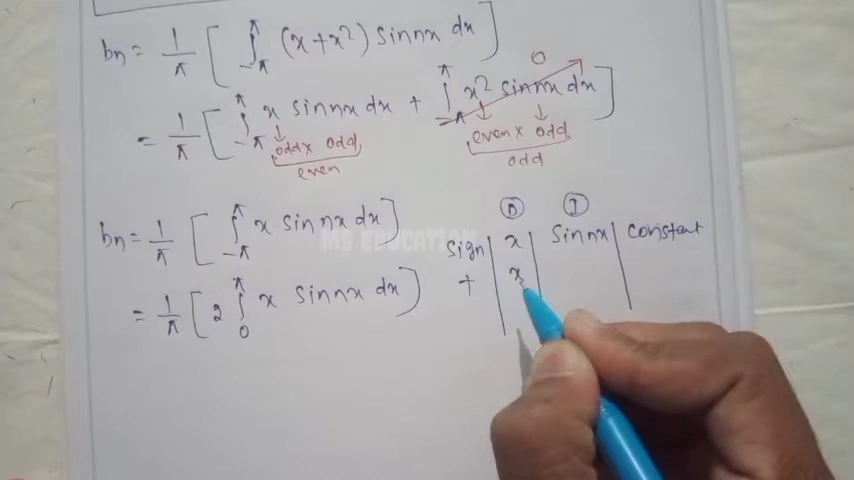 bn = 1/π [ ∫_{-π}^{π} (x+x²) sin nx dx ]
= 1/π [ ∫_{-π}^{π} x sin nx dx + ∫_{-π}^{π} x² sin nx dx ] 0
odd x odd even x odd
even odd
bn = 1/π [ ∫_{-π}^{π} x sin nx dx ]
= 1/π [ 2 ∫_{0}^{π} x sin nx dx ]
D I
sign | x | sin nx | constant
+ | x
MS EDUCATION